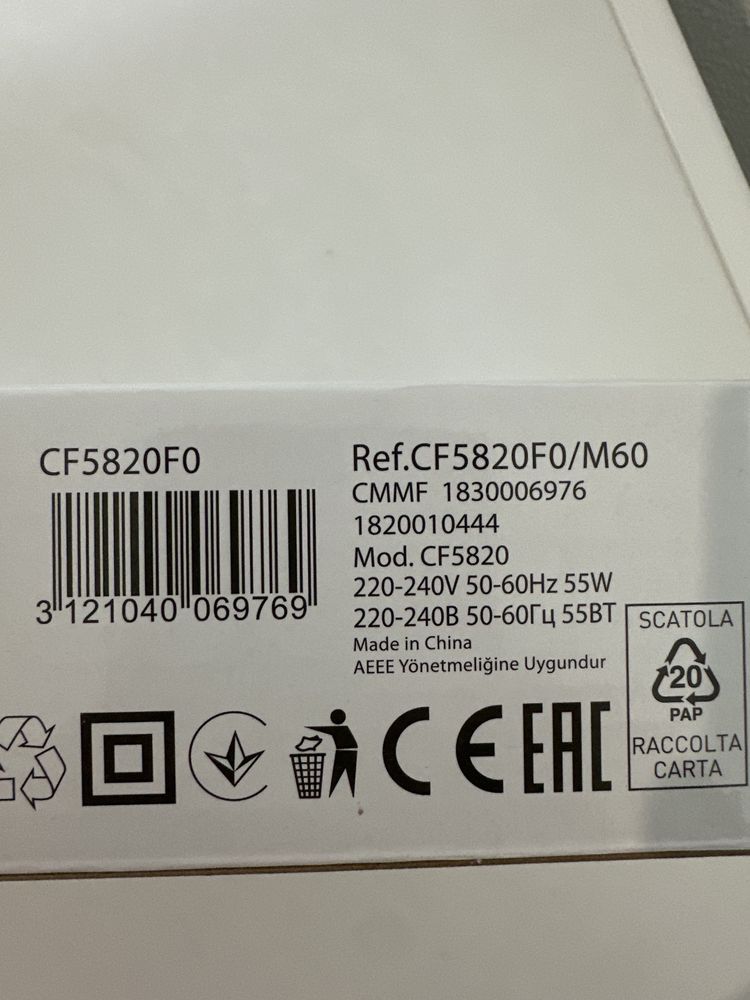 CF5820F0
3 121040 069769
Ref.CF5820F0/M60
CMMF 1830006976
1820010444
Mod. CF5820
220-240V 50-60Hz 55W
220-240В 50-60Гц 55ВТ
Made in China
AEEE Yönetmeliğine Uygundur
SCATOLA
20
PAP
RACCOLTA
CARTA
CE
EAC